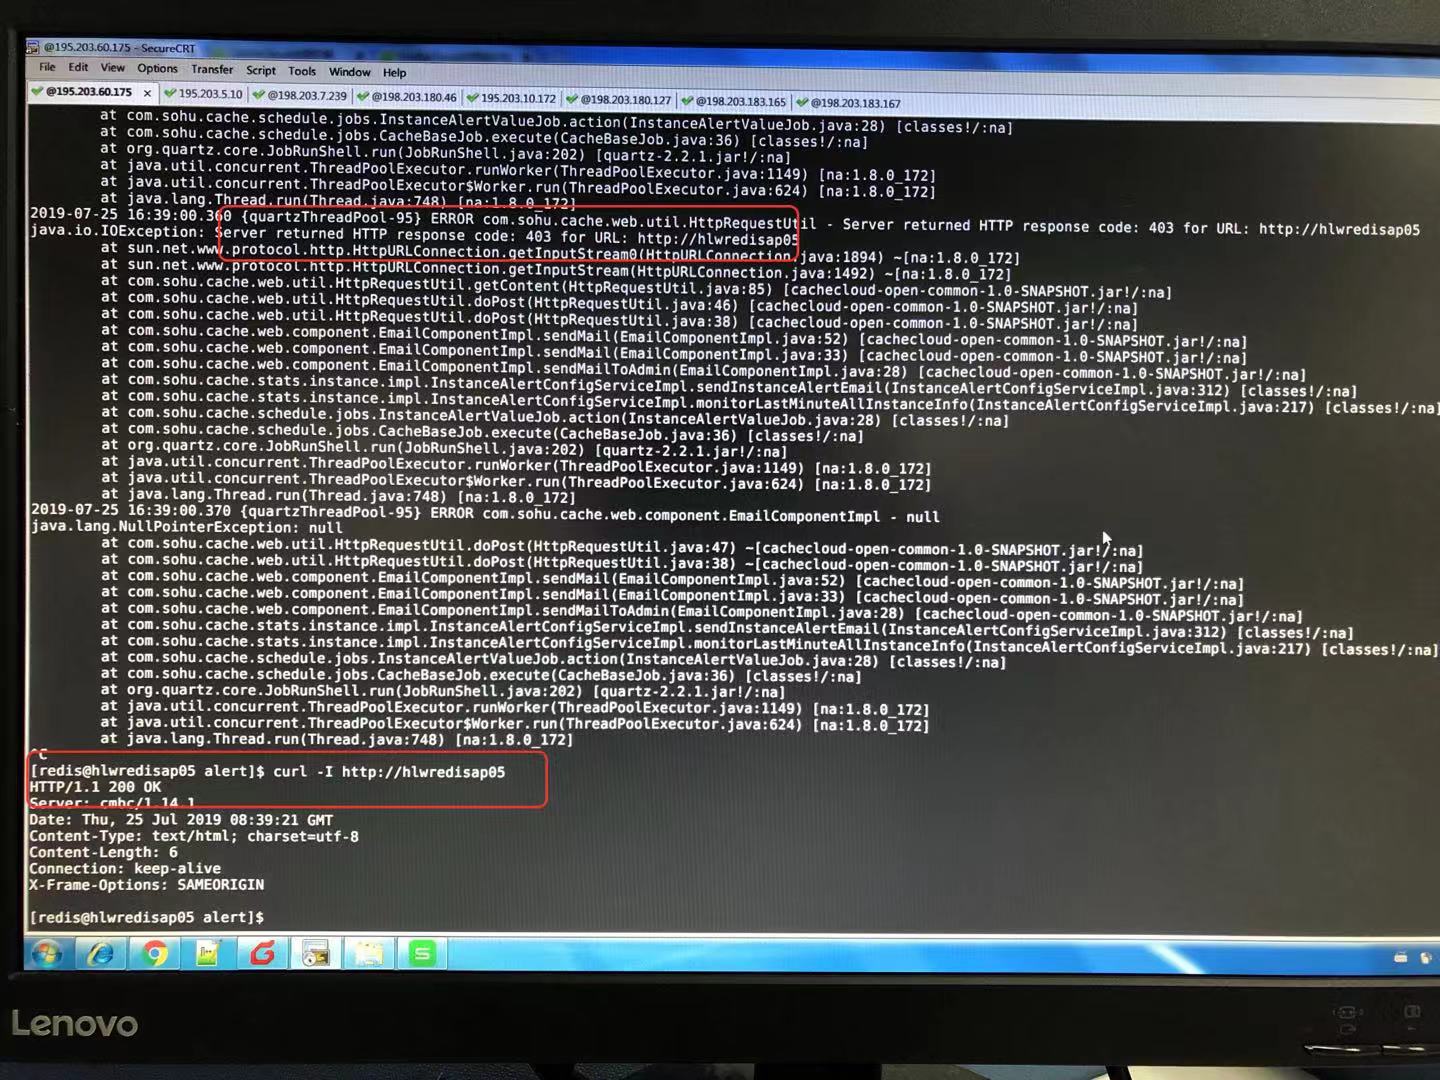 @195.203.60.175 - SecureCRT
File Edit View Options Transfer Script Tools Window Help
@195.203.60.175 × 195.203.5.10 @198.203.7.239 @198.203.180.46 195.203.10.172 @198.203.180.127 @198.203.183.165 @198.203.183.167
at com.sohu.cache.schedule.jobs.InstanceAlertValueJob.action(InstanceAlertValueJob.java:28) [classes!/:na]
at com.sohu.cache.schedule.jobs.CacheBaseJob.execute(CacheBaseJob.java:36) [classes!/:na]
at org.quartz.core.JobRunShell.run(JobRunShell.java:202) [quartz-2.2.1.jar!/:na]
at java.util.concurrent.ThreadPoolExecutor.runWorker(ThreadPoolExecutor.java:1149) [na:1.8.0_172]
at java.util.concurrent.ThreadPoolExecutor$Worker.run(ThreadPoolExecutor.java:624) [na:1.8.0_172]
at java.lang.Thread.run(Thread.java:748) [na:1.8.0_172]
2019-07-25 16:39:00.360 {quartzThreadPool-95} ERROR com.sohu.cache.web.util.HttpRequestUtil - Server returned HTTP response code: 403 for URL: http://hlwredisap05
java.io.IOException: Server returned HTTP response code: 403 for URL: http://hlwredisap05
at sun.net.www.protocol.http.HttpURLConnection.getInputStream0(HttpURLConnection.java:1894) ~[na:1.8.0_172]
at sun.net.www.protocol.http.HttpURLConnection.getInputStream(HttpURLConnection.java:1492) ~[na:1.8.0_172]
at com.sohu.cache.web.util.HttpRequestUtil.getContent(HttpRequestUtil.java:85) [cachecloud-open-common-1.0-SNAPSHOT.jar!/:na]
at com.sohu.cache.web.util.HttpRequestUtil.doPost(HttpRequestUtil.java:46) [cachecloud-open-common-1.0-SNAPSHOT.jar!/:na]
at com.sohu.cache.web.util.HttpRequestUtil.doPost(HttpRequestUtil.java:38) [cachecloud-open-common-1.0-SNAPSHOT.jar!/:na]
at com.sohu.cache.web.component.EmailComponentImpl.sendMail(EmailComponentImpl.java:52) [cachecloud-open-common-1.0-SNAPSHOT.jar!/:na]
at com.sohu.cache.web.component.EmailComponentImpl.sendMail(EmailComponentImpl.java:33) [cachecloud-open-common-1.0-SNAPSHOT.jar!/:na]
at com.sohu.cache.web.component.EmailComponentImpl.sendMailToAdmin(EmailComponentImpl.java:28) [cachecloud-open-common-1.0-SNAPSHOT.jar!/:na]
at com.sohu.cache.stats.instance.impl.InstanceAlertConfigServiceImpl.sendInstanceAlertEmail(InstanceAlertConfigServiceImpl.java:312) [classes!/:na]
at com.sohu.cache.stats.instance.impl.InstanceAlertConfigServiceImpl.monitorLastMinuteAllInstanceInfo(InstanceAlertConfigServiceImpl.java:217) [classes!/:na]
at com.sohu.cache.schedule.jobs.InstanceAlertValueJob.action(InstanceAlertValueJob.java:28) [classes!/:na]
at com.sohu.cache.schedule.jobs.CacheBaseJob.execute(CacheBaseJob.java:36) [classes!/:na]
at org.quartz.core.JobRunShell.run(JobRunShell.java:202) [quartz-2.2.1.jar!/:na]
at java.util.concurrent.ThreadPoolExecutor.runWorker(ThreadPoolExecutor.java:1149) [na:1.8.0_172]
at java.util.concurrent.ThreadPoolExecutor$Worker.run(ThreadPoolExecutor.java:624) [na:1.8.0_172]
at java.lang.Thread.run(Thread.java:748) [na:1.8.0_172]
2019-07-25 16:39:00.370 {quartzThreadPool-95} ERROR com.sohu.cache.web.component.EmailComponentImpl - null
java.lang.NullPointerException: null
at com.sohu.cache.web.util.HttpRequestUtil.doPost(HttpRequestUtil.java:47) ~[cachecloud-open-common-1.0-SNAPSHOT.jar!/:na]
at com.sohu.cache.web.util.HttpRequestUtil.doPost(HttpRequestUtil.java:38) ~[cachecloud-open-common-1.0-SNAPSHOT.jar!/:na]
at com.sohu.cache.web.component.EmailComponentImpl.sendMail(EmailComponentImpl.java:52) [cachecloud-open-common-1.0-SNAPSHOT.jar!/:na]
at com.sohu.cache.web.component.EmailComponentImpl.sendMail(EmailComponentImpl.java:33) [cachecloud-open-common-1.0-SNAPSHOT.jar!/:na]
at com.sohu.cache.web.component.EmailComponentImpl.sendMailToAdmin(EmailComponentImpl.java:28) [cachecloud-open-common-1.0-SNAPSHOT.jar!/:na]
at com.sohu.cache.stats.instance.impl.InstanceAlertConfigServiceImpl.sendInstanceAlertEmail(InstanceAlertConfigServiceImpl.java:312) [classes!/:na]
at com.sohu.cache.stats.instance.impl.InstanceAlertConfigServiceImpl.monitorLastMinuteAllInstanceInfo(InstanceAlertConfigServiceImpl.java:217) [classes!/:na]
at com.sohu.cache.schedule.jobs.InstanceAlertValueJob.action(InstanceAlertValueJob.java:28) [classes!/:na]
at com.sohu.cache.schedule.jobs.CacheBaseJob.execute(CacheBaseJob.java:36) [classes!/:na]
at org.quartz.core.JobRunShell.run(JobRunShell.java:202) [quartz-2.2.1.jar!/:na]
at java.util.concurrent.ThreadPoolExecutor.runWorker(ThreadPoolExecutor.java:1149) [na:1.8.0_172]
at java.util.concurrent.ThreadPoolExecutor$Worker.run(ThreadPoolExecutor.java:624) [na:1.8.0_172]
at java.lang.Thread.run(Thread.java:748) [na:1.8.0_172]
^C
[redis@hlwredisap05 alert]$ curl -I http://hlwredisap05
HTTP/1.1 200 OK
Server: cmbc/1.14.1
Date: Thu, 25 Jul 2019 08:39:21 GMT
Content-Type: text/html; charset=utf-8
Content-Length: 6
Connection: keep-alive
X-Frame-Options: SAMEORIGIN
[redis@hlwredisap05 alert]$
Lenovo